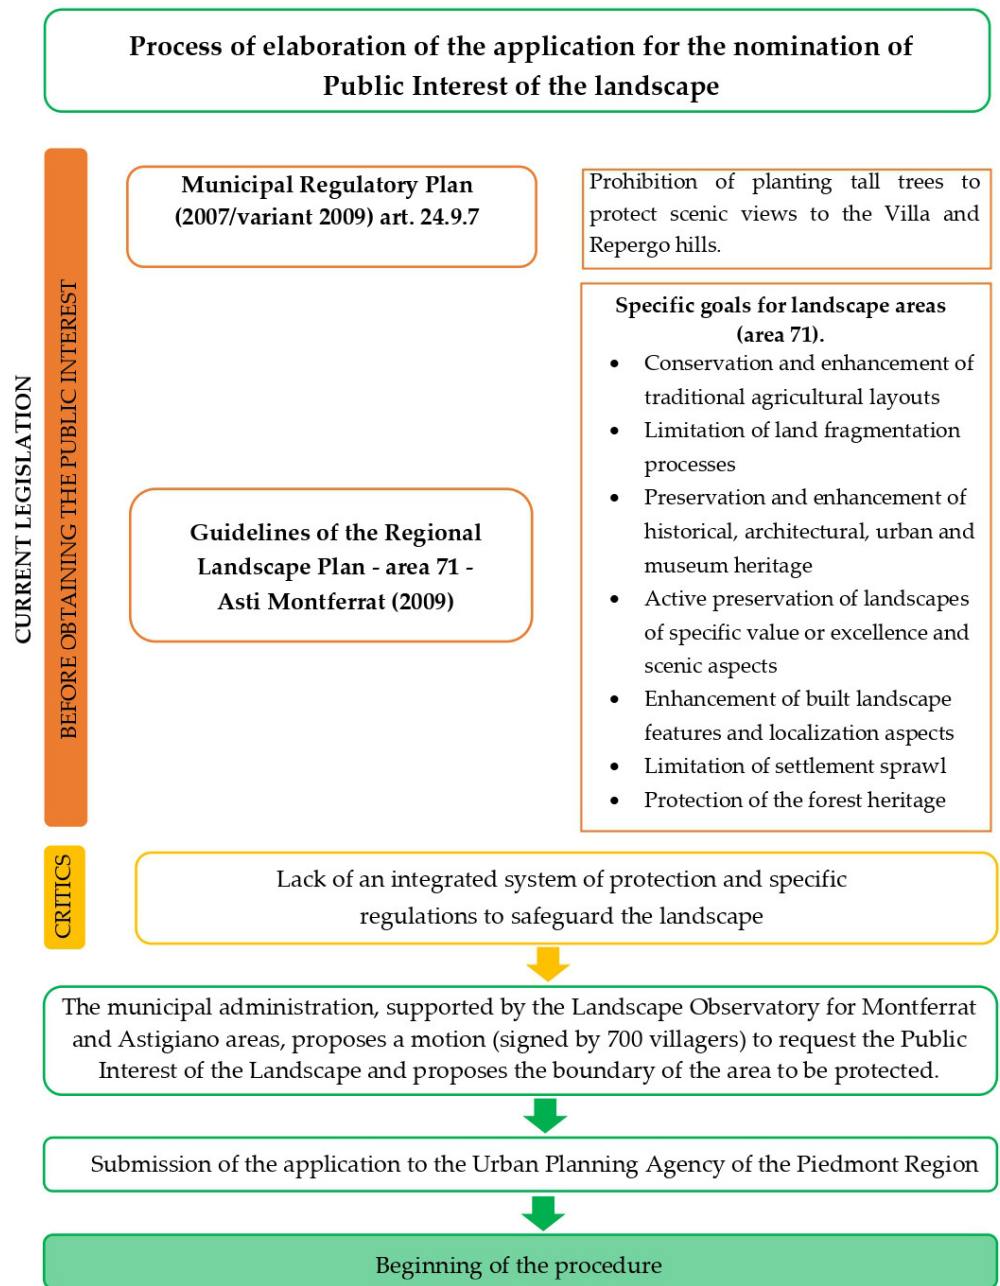 Process of elaboration of the application for the nomination of
Public Interest of the landscape
CURRENT LEGISLATION
BEFORE OBTAINING THE PUBLIC INTEREST
Municipal Regulatory Plan
(2007/variant 2009) art. 24.9.7
Prohibition of planting tall trees to
protect scenic views to the Villa and
Repergo hills.
Guidelines of the Regional
Landscape Plan - area 71 -
Asti Montferrat (2009)
Specific goals for landscape areas
(area 71).
• Conservation and enhancement of
traditional agricultural layouts
• Limitation of land fragmentation
processes
• Preservation and enhancement of
historical, architectural, urban and
museum heritage
• Active preservation of landscapes
of specific value or excellence and
scenic aspects
• Enhancement of built landscape
features and localization aspects
• Limitation of settlement sprawl
• Protection of the forest heritage
CRITICS
Lack of an integrated system of protection and specific
regulations to safeguard the landscape
The municipal administration, supported by the Landscape Observatory for Montferrat
and Astigiano areas, proposes a motion (signed by 700 villagers) to request the Public
Interest of the Landscape and proposes the boundary of the area to be protected.
Submission of the application to the Urban Planning Agency of the Piedmont Region
Beginning of the procedure